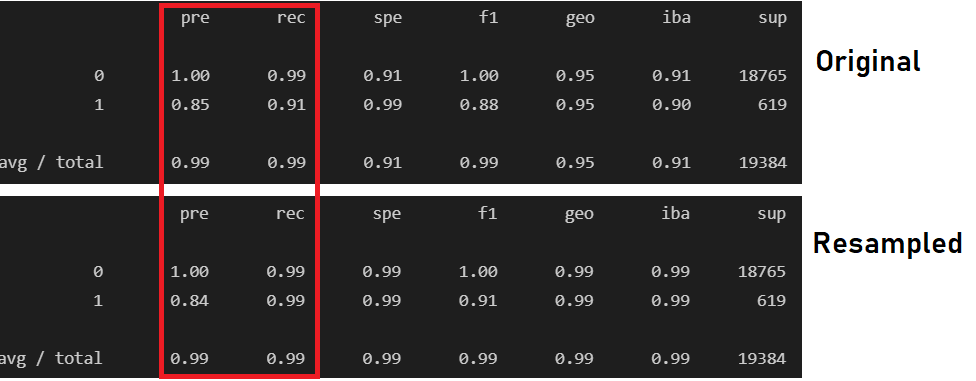 pre rec spe f1 geo iba sup
Original
0 1.00 0.99 0.91 1.00 0.95 0.91 18765
1 0.85 0.91 0.99 0.88 0.95 0.90 619
avg / total 0.99 0.99 0.91 0.99 0.95 0.91 19384
pre rec spe f1 geo iba sup
Resampled
0 1.00 0.99 0.99 1.00 0.99 0.99 18765
1 0.84 0.99 0.99 0.91 0.99 0.99 619
avg / total 0.99 0.99 0.99 0.99 0.99 0.99 19384